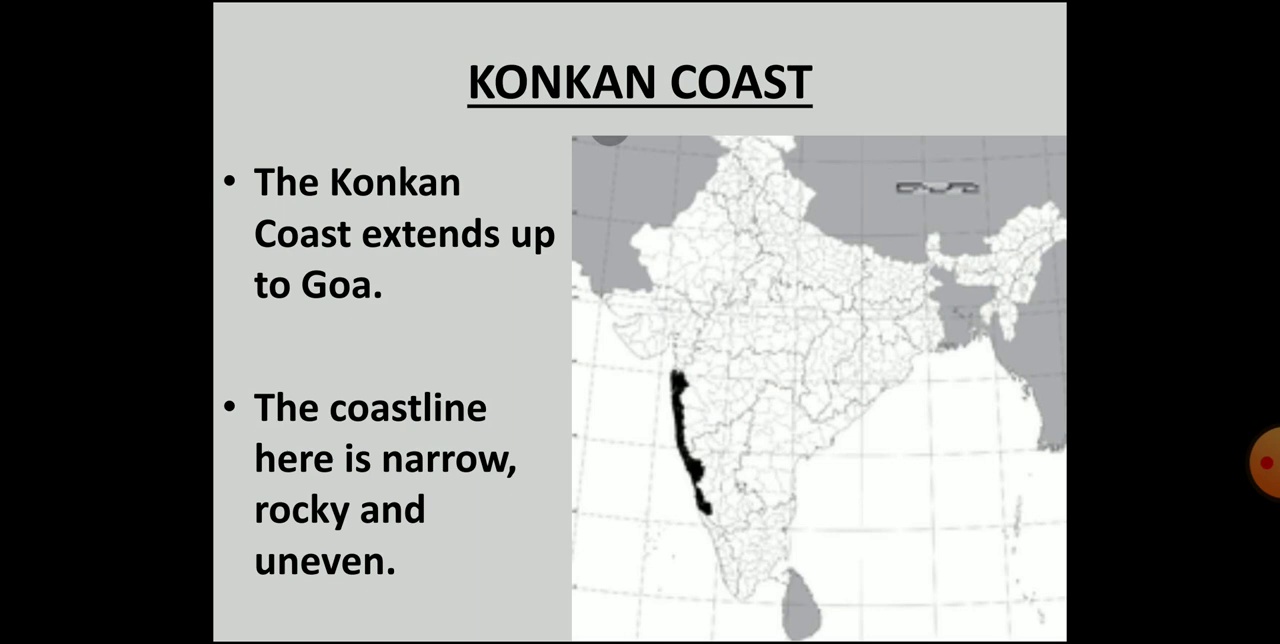 KONKAN COAST
• The Konkan
Coast extends up
to Goa.
• The coastline
here is narrow,
rocky and
uneven.